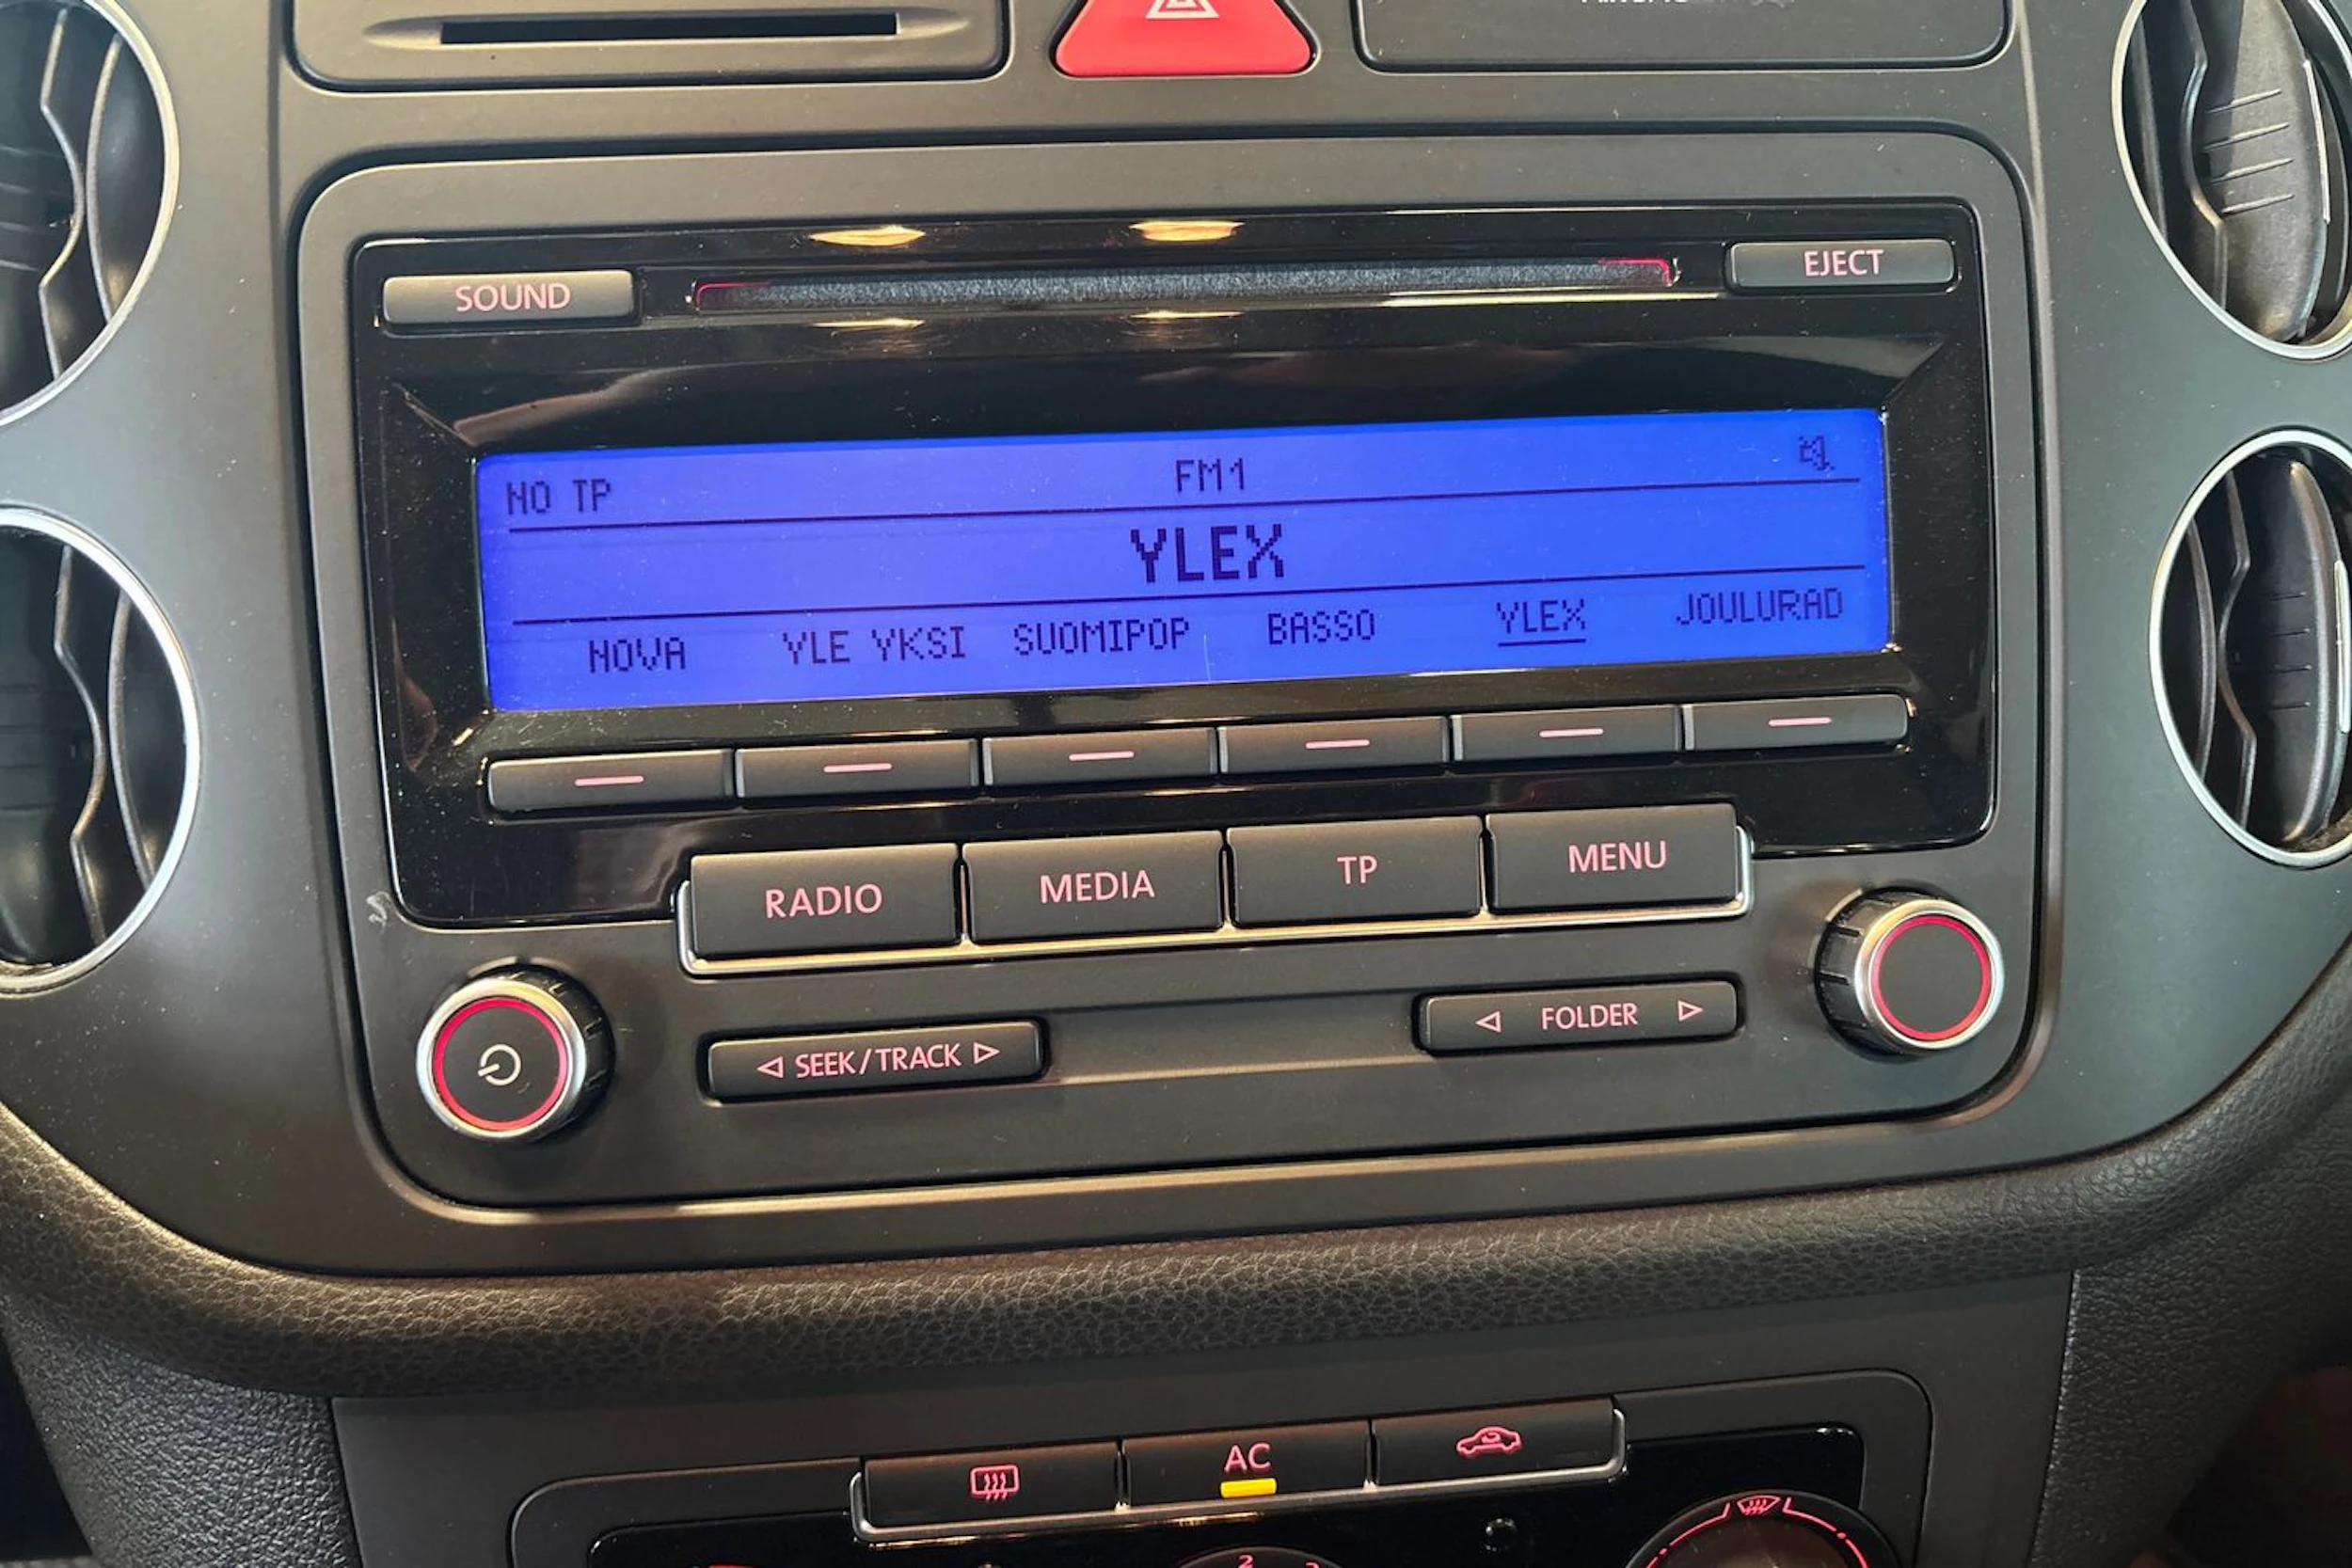 SOUND
EJECT
NO TP FM1
YLEX
NOVA YLE YKSI SUOMIPOP BASSO YLEX JOULURAD
RADIO MEDIA TP MENU
SEEK/TRACK FOLDER
AC
2